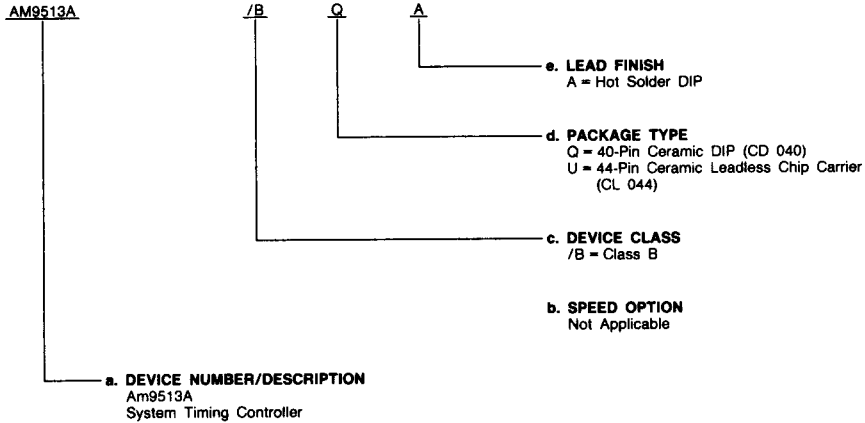 AM9513A /B Q A
e. LEAD FINISH
A = Hot Solder DIP
d. PACKAGE TYPE
Q = 40-Pin Ceramic DIP (CD 040)
U = 44-Pin Ceramic Leadless Chip Carrier
(CL 044)
c. DEVICE CLASS
/B = Class B
b. SPEED OPTION
Not Applicable
a. DEVICE NUMBER/DESCRIPTION
Am9513A
System Timing Controller